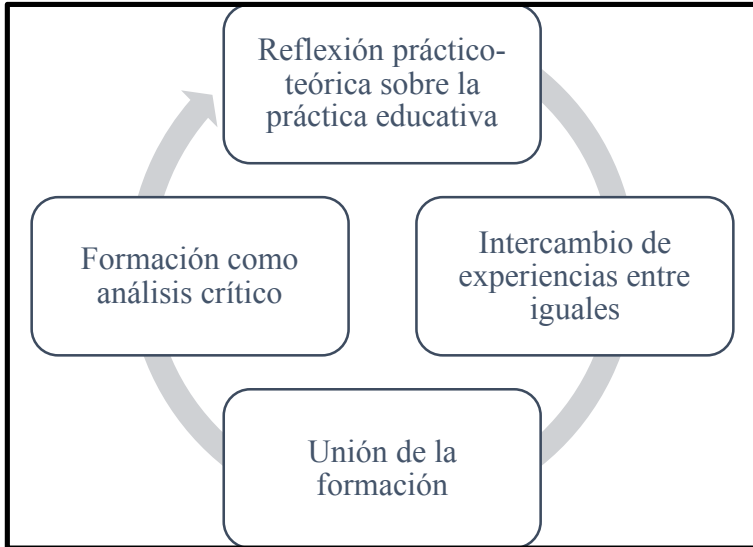 Reflexión práctico-
teórica sobre la
práctica educativa
Intercambio de
experiencias entre
iguales
Unión de la
formación
Formación como
análisis crítico